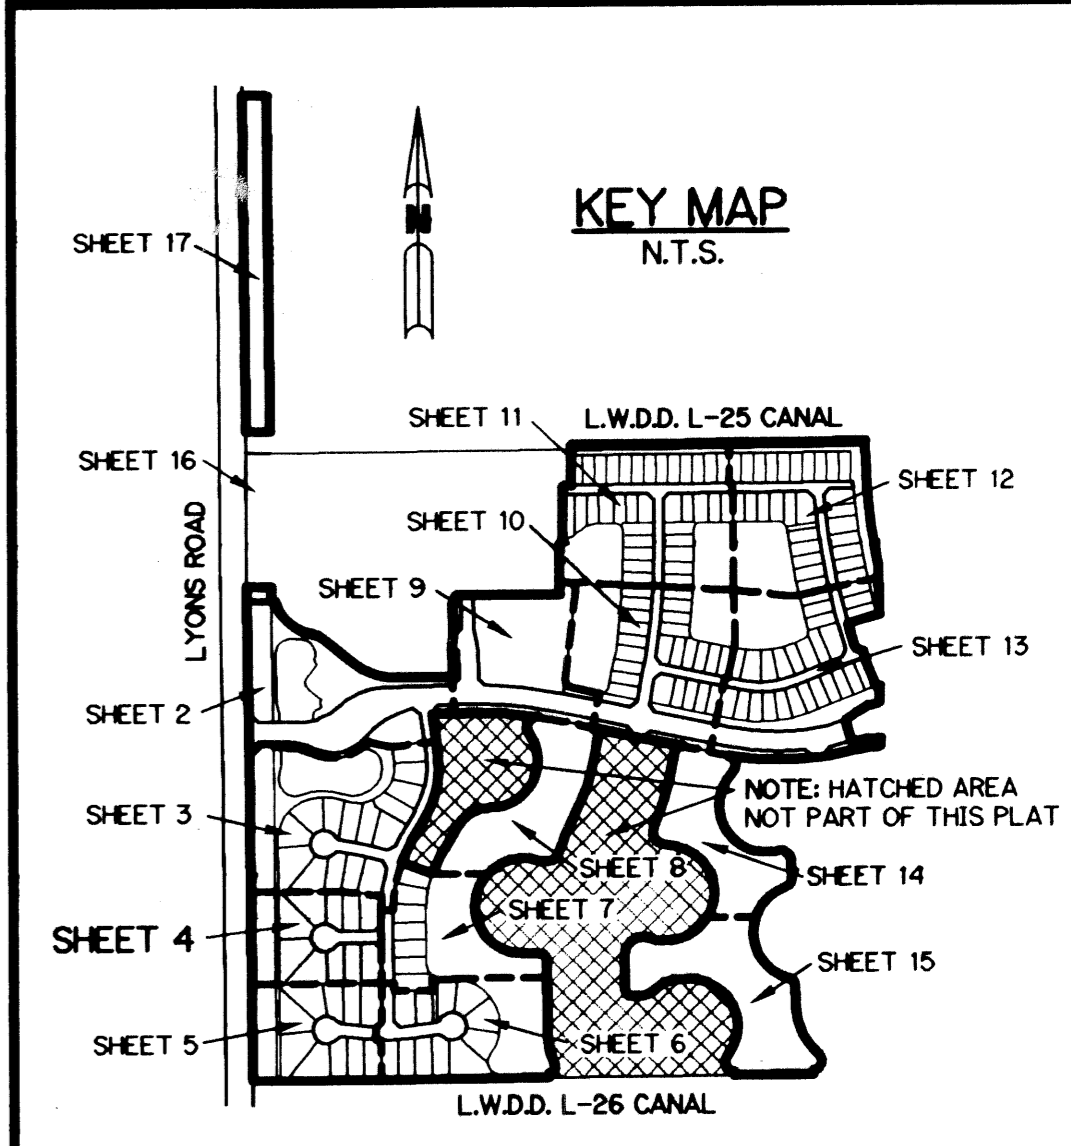 KEY MAP
N.T.S.
N
SHEET 17
SHEET 11
L.W.D.D. L-25 CANAL
SHEET 16
SHEET 12
LYONS ROAD
SHEET 10
SHEET 9
SHEET 13
SHEET 2
NOTE: HATCHED AREA
NOT PART OF THIS PLAT
SHEET 3
SHEET 8
SHEET 14
SHEET 7
SHEET 4
SHEET 15
SHEET 5
SHEET 6
L.W.D.D. L-26 CANAL